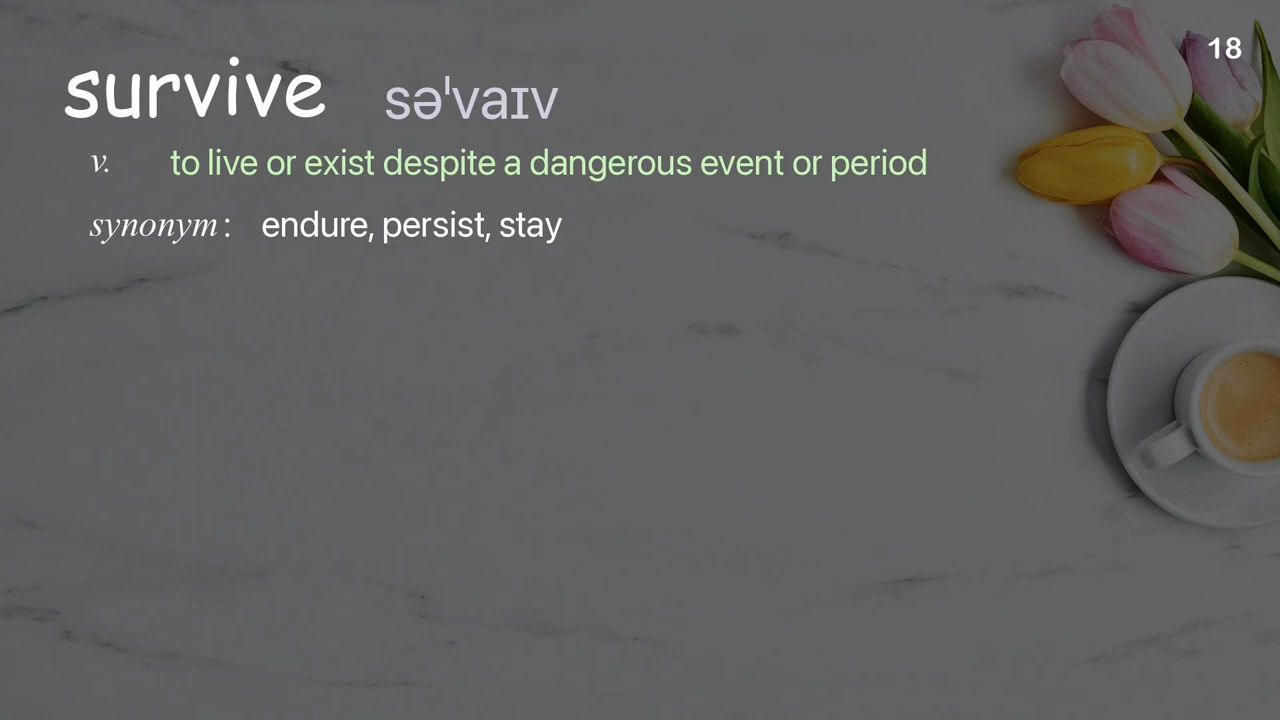 18
survive səˈvaɪv
v. to live or exist despite a dangerous event or period
synonym: endure, persist, stay